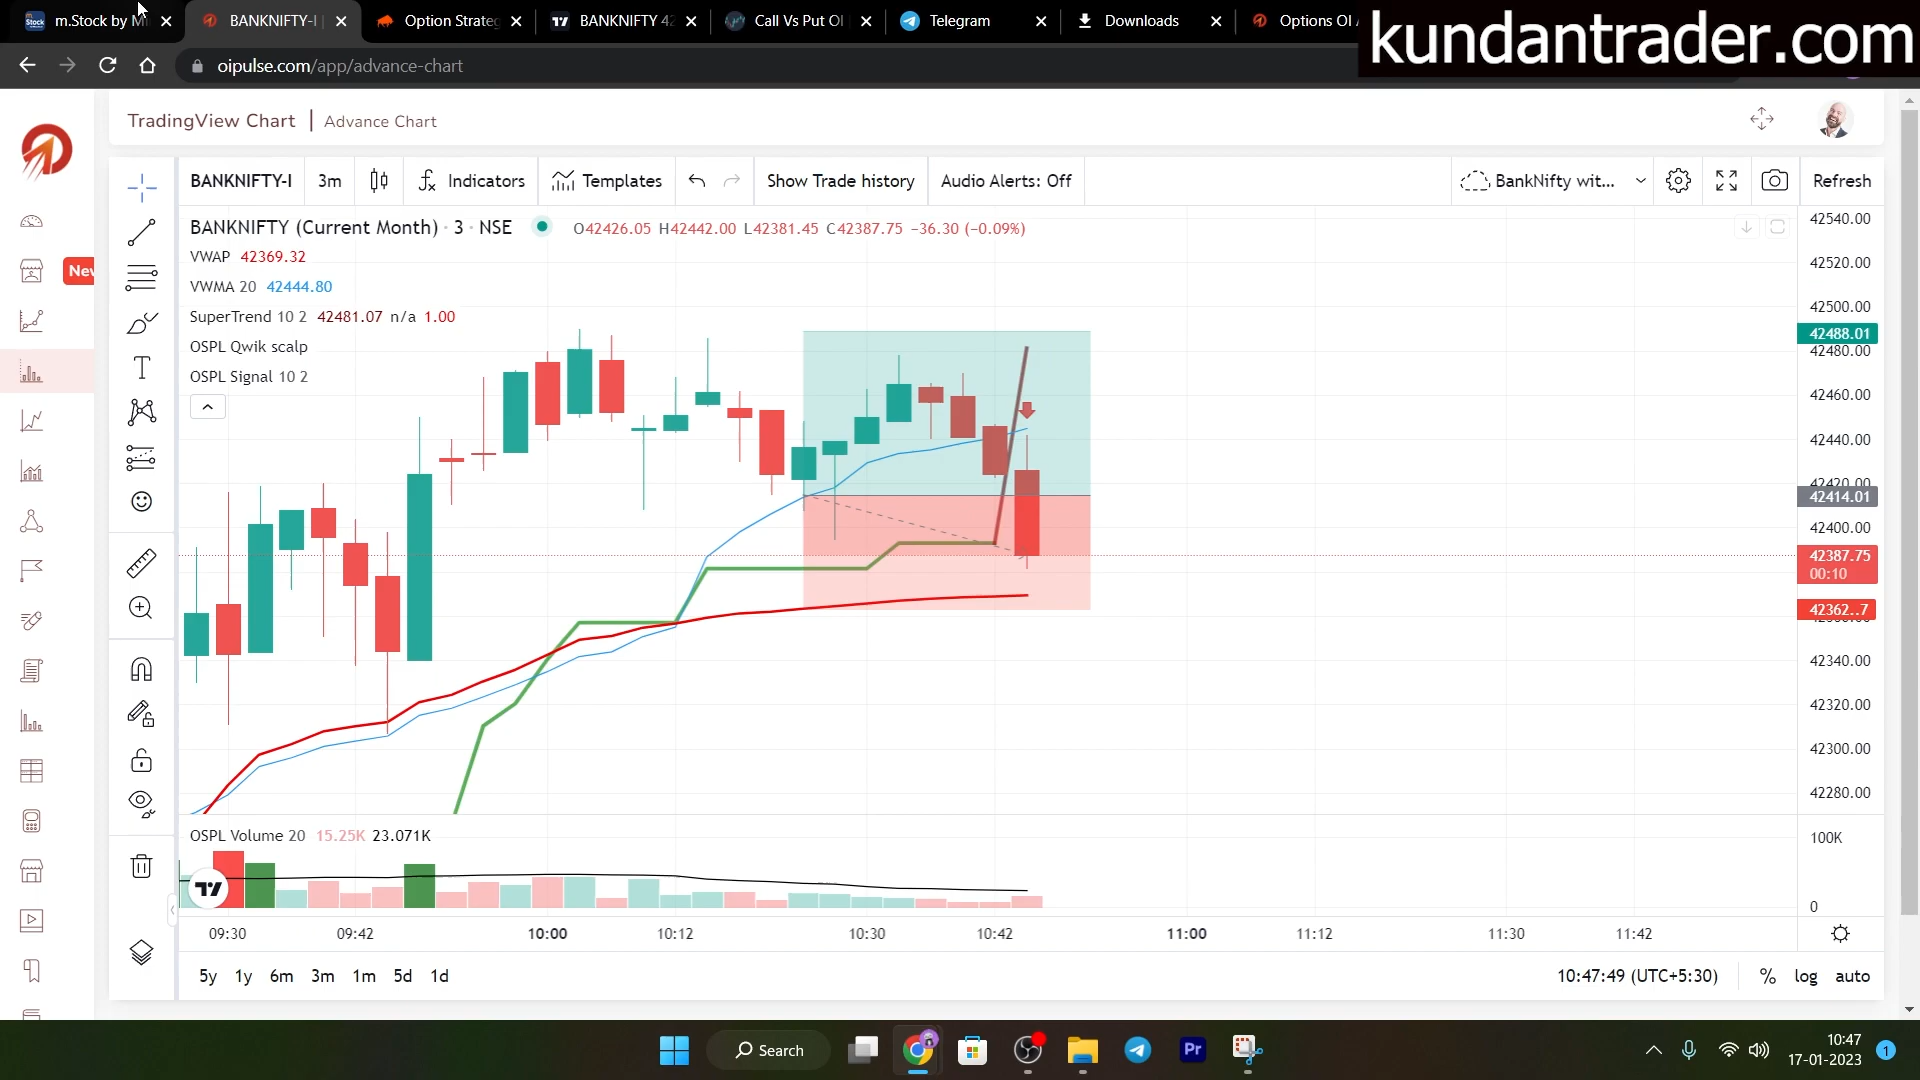 m.Stock by M
BANKNIFTY-I
Option Strate
BANKNIFTY 42
Call Vs Put OI
Telegram
Downloads
Options OI
kundantrader.com
oipulse.com/app/advance-chart
TradingView Chart | Advance Chart
New
BANKNIFTY-I 3m Indicators Templates Show Trade history Audio Alerts: Off BankNifty wit... Refresh
BANKNIFTY (Current Month) · 3 · NSE O42426.05 H42442.00 L42381.45 C42387.75 −36.30 (−0.09%)
VWAP 42369.32
VWMA 20 42444.80
SuperTrend 10 2 42481.07 n/a 1.00
OSPL Qwik scalp
OSPL Signal 10 2
42540.00
42520.00
42500.00
42488.01
42480.00
42460.00
42440.00
42420.00
42414.01
42400.00
42387.75
00:10
42362..7
42340.00
42320.00
42300.00
42280.00
OSPL Volume 20 15.25K 23.071K
100K
0
09:30 09:42 10:00 10:12 10:30 10:42 11:00 11:12 11:30 11:42
5y 1y 6m 3m 1m 5d 1d 10:47:49 (UTC+5:30) % log auto
Search
Pr
10:47
17-01-2023
1